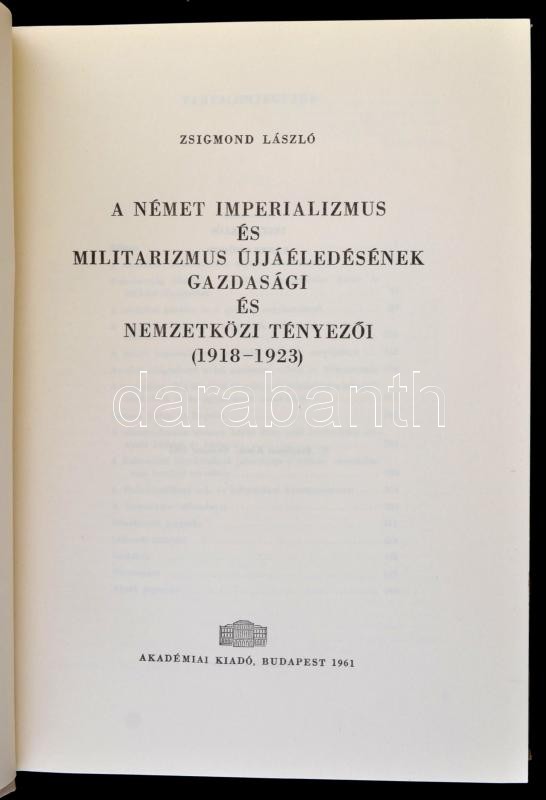 ZSIGMOND LÁSZLÓ
A NÉMET IMPERIALIZMUS
ÉS
MILITARIZMUS ÚJJÁÉLEDÉSÉNEK
GAZDASÁGI
ÉS
NEMZETKÖZI TÉNYEZŐI
(1918–1923)
darabanth
AKADÉMIAI KIADÓ, BUDAPEST 1961